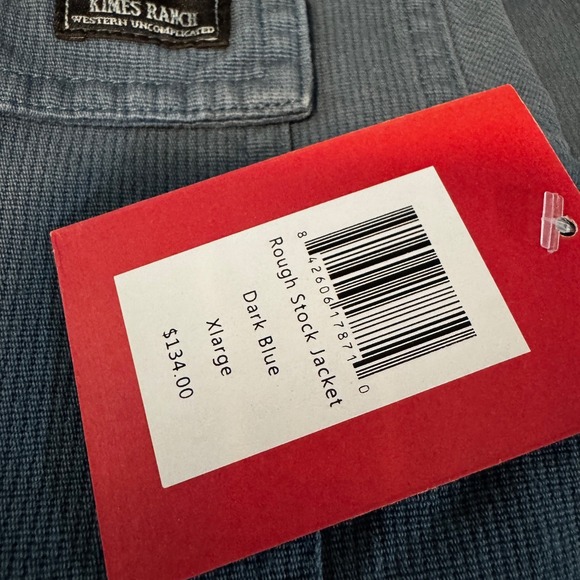 KIMES RANCH
WESTERN UNCOMPLICATED
8 42606 17871 0
Rough Stock Jacket
Dark Blue
Xlarge
$134.00